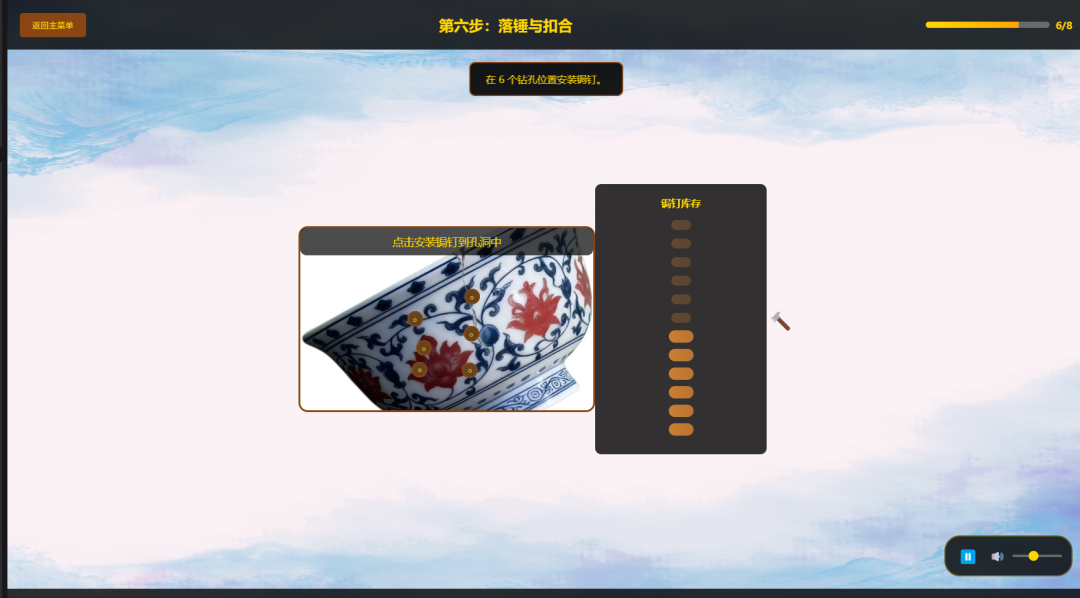 返回主菜单
第六步：落锤与扣合
6/8
在 6 个钻孔位置安装锔钉。
点击安装锔钉到孔洞中
锔钉库存